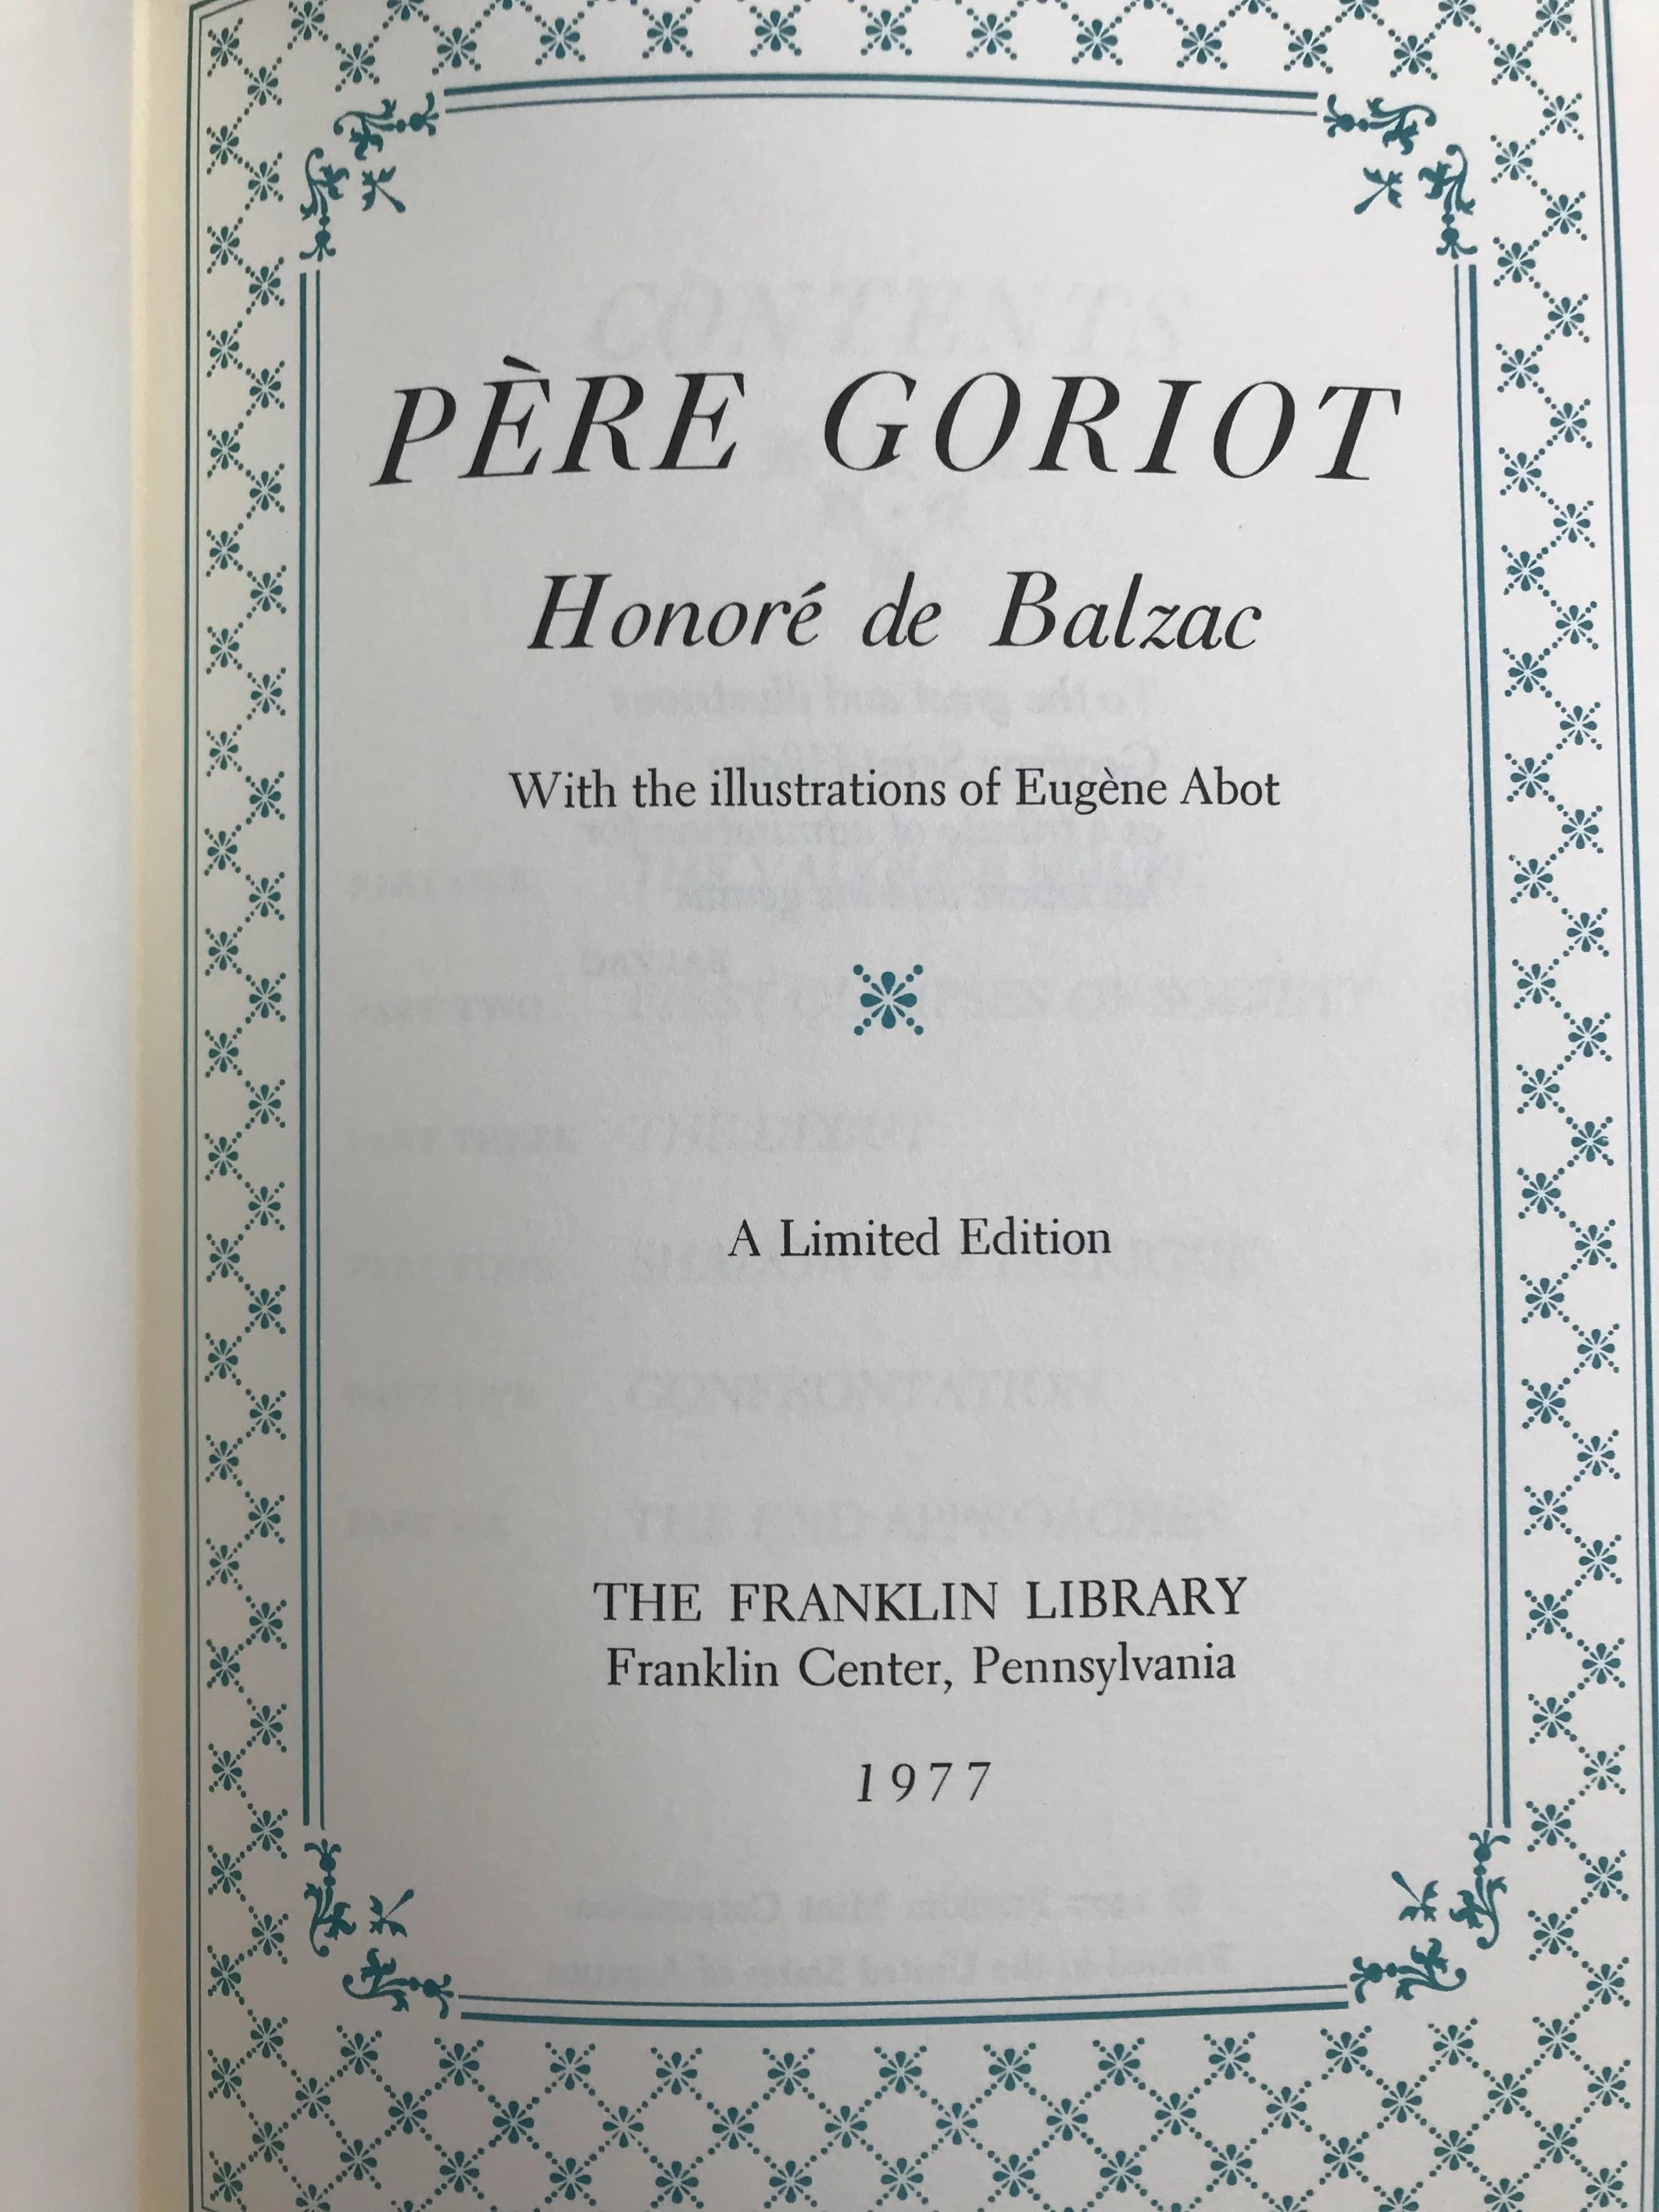 PÈRE GORIOT
Honoré de Balzac
With the illustrations of Eugène Abot
A Limited Edition
THE FRANKLIN LIBRARY
Franklin Center, Pennsylvania
1977